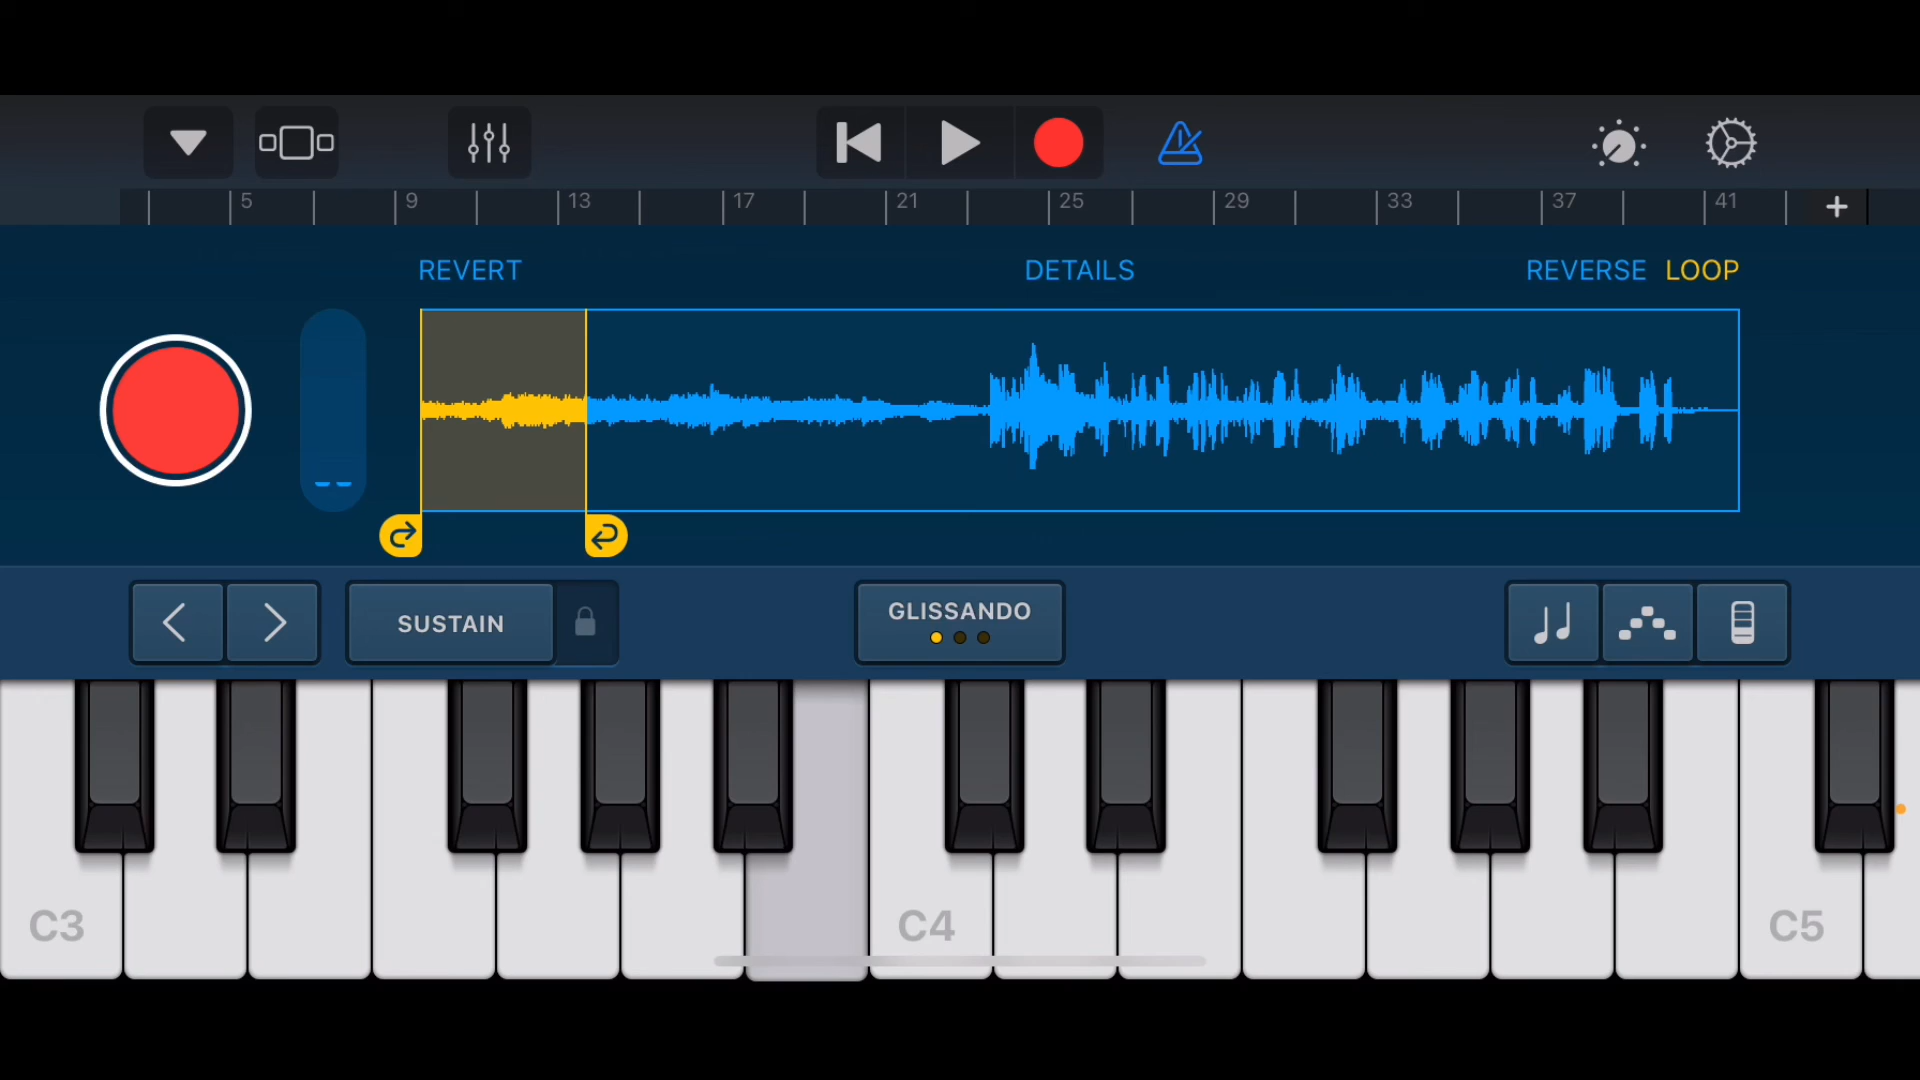 5 9 13 17 21 25 29 33 37 41 +
REVERT DETAILS REVERSE LOOP
SUSTAIN GLISSANDO
C3 C4 C5